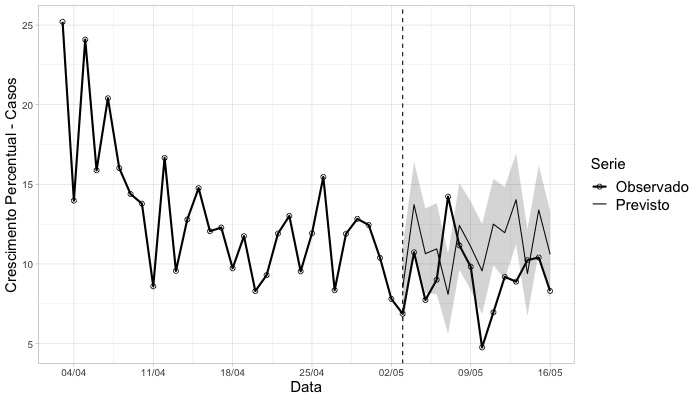 Crescimento Percentual - Casos
25
20
15
10
5
04/04
11/04
18/04
25/04
02/05
09/05
16/05
Data
Serie
Observado
Previsto